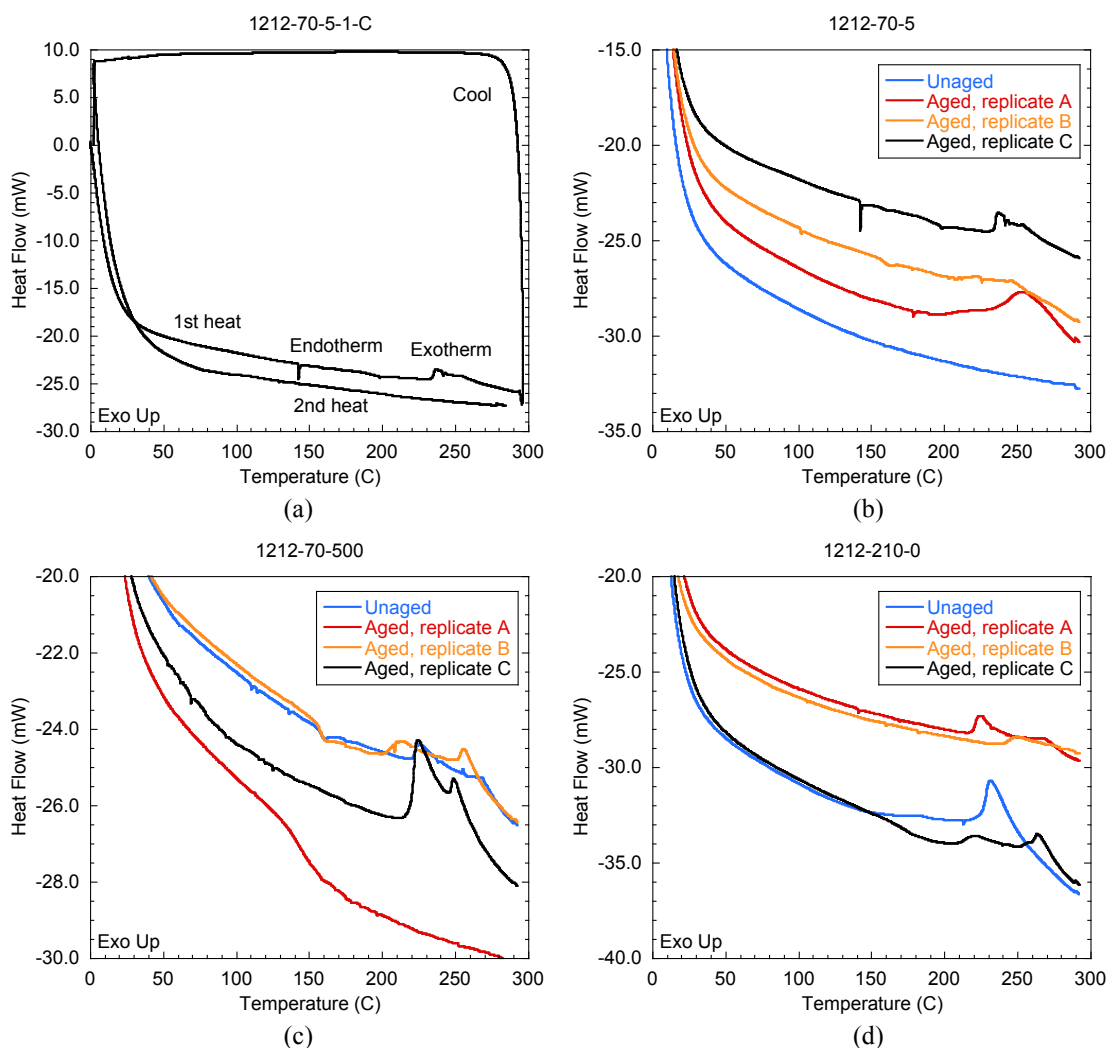 1212-70-5-1-C
10.0
5.0
0.0
-5.0
-10.0
-15.0
-20.0
-25.0
-30.0
Heat Flow (mW)
Cool
1st heat
Endotherm
Exotherm
2nd heat
Exo Up
0 50 100 150 200 250 300
Temperature (C)
(a)
1212-70-5
-15.0
-20.0
-25.0
-30.0
-35.0
Heat Flow (mW)
Unaged
Aged, replicate A
Aged, replicate B
Aged, replicate C
Exo Up
0 50 100 150 200 250 300
Temperature (C)
(b)
1212-70-500
-20.0
-22.0
-24.0
-26.0
-28.0
-30.0
Heat Flow (mW)
Unaged
Aged, replicate A
Aged, replicate B
Aged, replicate C
Exo Up
0 50 100 150 200 250 300
Temperature (C)
(c)
1212-210-0
-20.0
-25.0
-30.0
-35.0
-40.0
Heat Flow (mW)
Unaged
Aged, replicate A
Aged, replicate B
Aged, replicate C
Exo Up
0 50 100 150 200 250 300
Temperature (C)
(d)